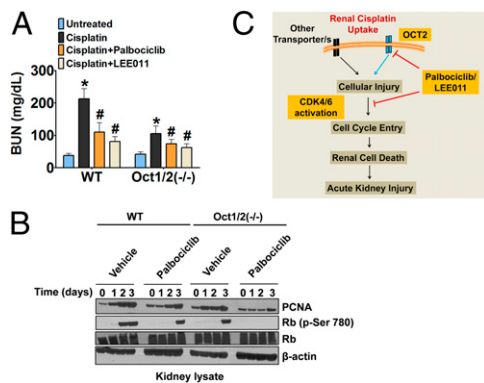 A
Untreated
Cisplatin
Cisplatin+Palbociclib
Cisplatin+LEE011
BUN (mg/dL)
300
200
100
0
*
#
#
*
#
#
WT
Oct1/2(-/-)
B
WT
Oct1/2(-/-)
Vehicle
Palbociclib
Vehicle
Palbociclib
Time (days)
0 1 2 3 0 1 2 3 0 1 2 3 0 1 2 3
PCNA
Rb (p-Ser 780)
Rb
β-actin
Kidney lysate
C
Renal Cisplatin
Uptake
Other
Transporter/s
OCT2
Cellular Injury
Palbociclib/
LEE011
CDK4/6
activation
Cell Cycle Entry
Renal Cell Death
Acute Kidney Injury